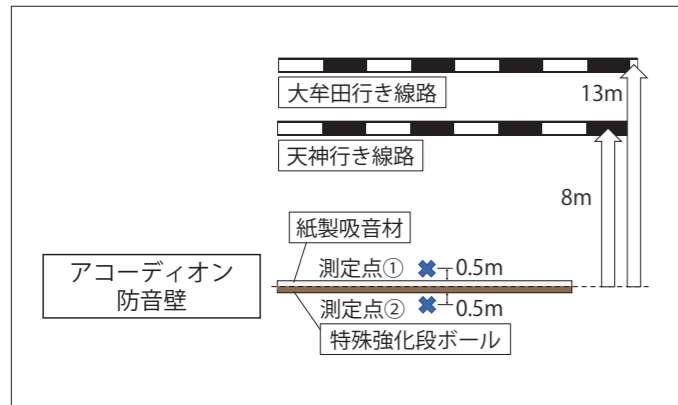 大牟田行き線路
13m
天神行き線路
8m
紙製吸音材
アコーディオン
防音壁
測定点①
0.5m
測定点②
0.5m
特殊強化段ボール